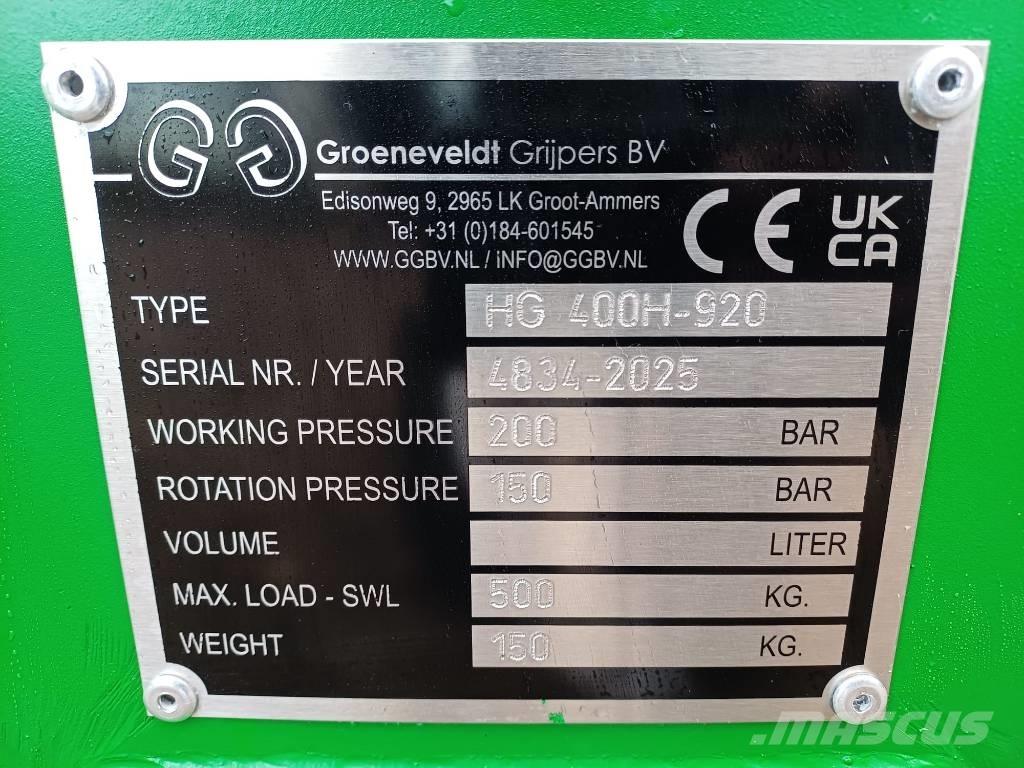 GG Groeneveldt Grijpers BV
Edisonweg 9, 2965 LK Groot-Ammers
Tel: +31 (0)184-601545
WWW.GGBV.NL / iNFO@GGBV.NL
CE UK
CA
TYPE HG 400H-920
SERIAL NR. / YEAR 4834-2025
WORKING PRESSURE 200 BAR
ROTATION PRESSURE 150 BAR
VOLUME LITER
MAX. LOAD - SWL 500 KG.
WEIGHT 150 KG.
MASCUS